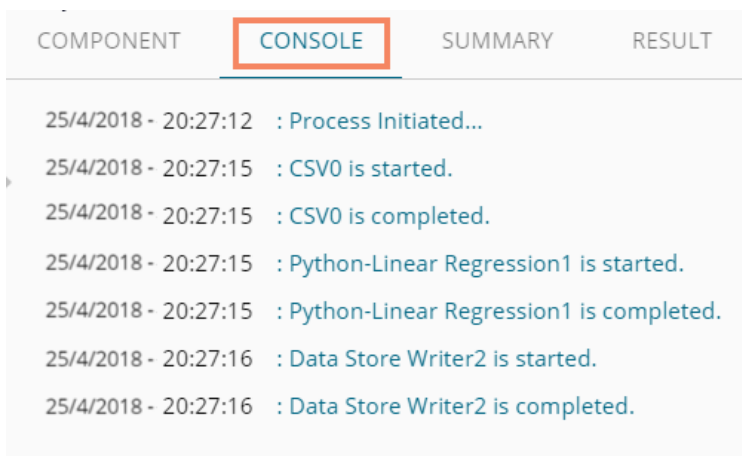 COMPONENT CONSOLE SUMMARY RESULT
25/4/2018 - 20:27:12 : Process Initiated...
25/4/2018 - 20:27:15 : CSV0 is started.
25/4/2018 - 20:27:15 : CSV0 is completed.
25/4/2018 - 20:27:15 : Python-Linear Regression1 is started.
25/4/2018 - 20:27:15 : Python-Linear Regression1 is completed.
25/4/2018 - 20:27:16 : Data Store Writer2 is started.
25/4/2018 - 20:27:16 : Data Store Writer2 is completed.